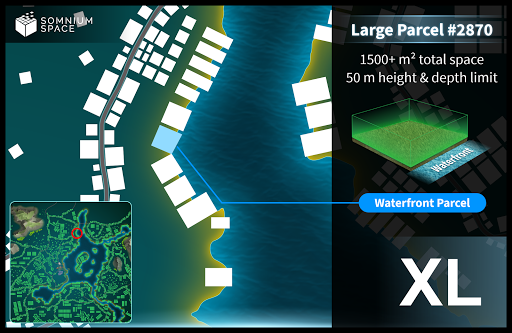 SOMNIUM
SPACE
Large Parcel #2870
1500+ m² total space
50 m height & depth limit
Waterfront
Waterfront Parcel
XL